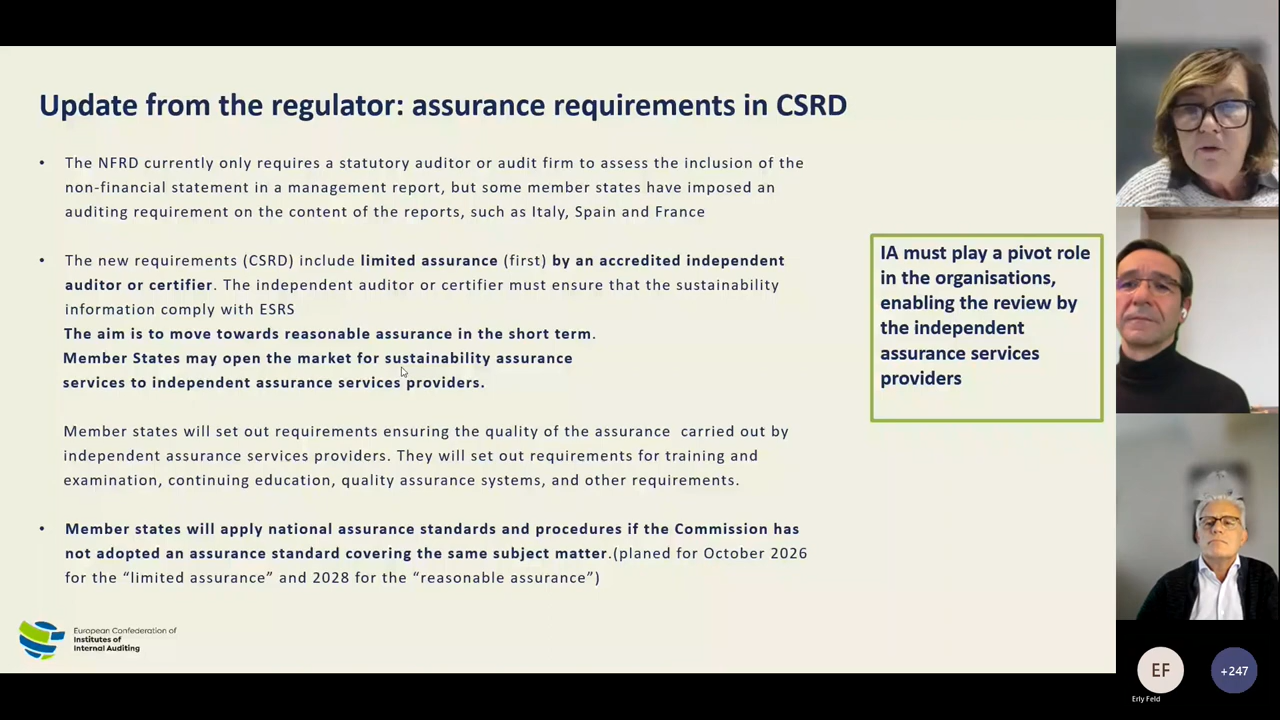 Update from the regulator: assurance requirements in CSRD
• The NFRD currently only requires a statutory auditor or audit firm to assess the inclusion of the
non-financial statement in a management report, but some member states have imposed an
auditing requirement on the content of the reports, such as Italy, Spain and France
• The new requirements (CSRD) include limited assurance (first) by an accredited independent
auditor or certifier. The independent auditor or certifier must ensure that the sustainability
information comply with ESRS
The aim is to move towards reasonable assurance in the short term.
Member States may open the market for sustainability assurance
services to independent assurance services providers.
Member states will set out requirements ensuring the quality of the assurance carried out by
independent assurance services providers. They will set out requirements for training and
examination, continuing education, quality assurance systems, and other requirements.
• Member states will apply national assurance standards and procedures if the Commission has
not adopted an assurance standard covering the same subject matter.(planed for October 2026
for the “limited assurance” and 2028 for the “reasonable assurance”)
IA must play a pivot role
in the organisations,
enabling the review by
the independent
assurance services
providers
European Confederation of
Institutes of
Internal Auditing
EF
+247
Erly Feld